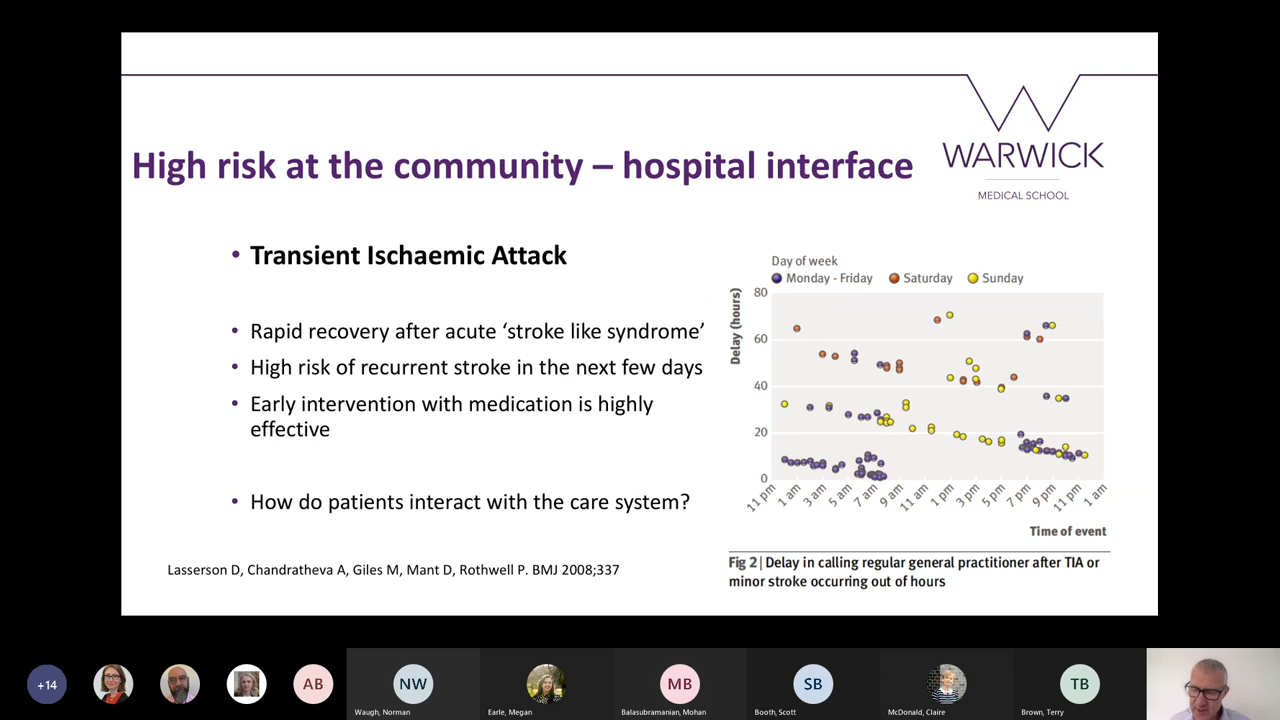 WARWICK
MEDICAL SCHOOL
High risk at the community – hospital interface
• Transient Ischaemic Attack
• Rapid recovery after acute ‘stroke like syndrome’
• High risk of recurrent stroke in the next few days
• Early intervention with medication is highly
effective
• How do patients interact with the care system?
Lasserson D, Chandratheva A, Giles M, Mant D, Rothwell P. BMJ 2008;337
Day of week
Monday - Friday Saturday Sunday
Delay (hours)
80
60
40
20
0
11 pm 1 am 3 am 5 am 7 am 9 am 11 am 1 pm 3 pm 5 pm 7 pm 9 pm 11 pm 1 am
Time of event
Fig 2 | Delay in calling regular general practitioner after TIA or
minor stroke occurring out of hours
+14 AB NW MB SB TB
Waugh, Norman Earle, Megan Balasubramanian, Mohan Booth, Scott McDonald, Claire Brown, Terry